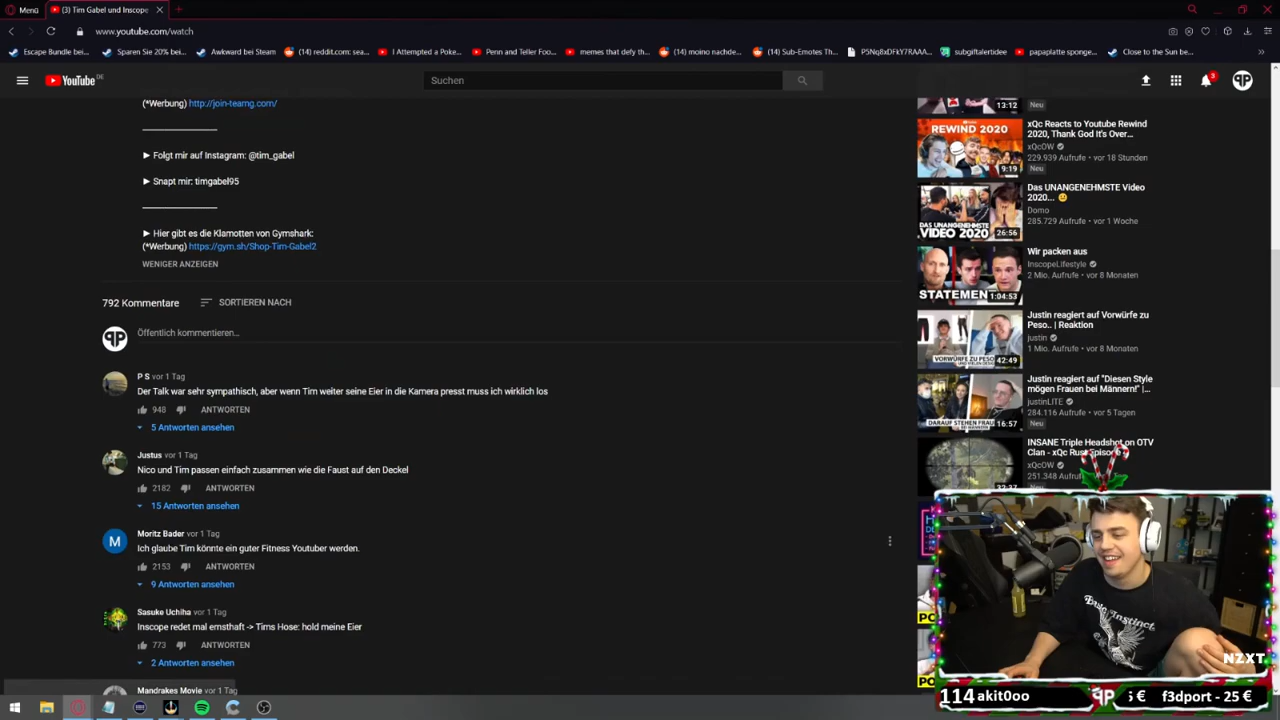 Menü
(3) Tim Gabel und Inscope
www.youtube.com/watch
Escape Bundle bei...
Sparen Sie 20% bei...
Awkward bei Steam
(14) reddit.com: sea...
I Attempted a Poke...
Penn and Teller Foo...
memes that defy th...
(14) moino nachde...
(14) Sub-Emotes Th...
P5Nq8xDFkY7RAAA...
subgiftalertidee
papaplatte sponge...
Close to the Sun be...
YouTube DE
Suchen
3
(*Werbung) http://join-teamg.com/
► Folgt mir auf Instagram: @tim_gabel
► Snapt mir: timgabel95
► Hier gibt es die Klamotten von Gymshark:
(*Werbung) https://gym.sh/Shop-Tim-Gabel2
WENIGER ANZEIGEN
792 Kommentare
SORTIEREN NACH
Öffentlich kommentieren...
P S vor 1 Tag
Der Talk war sehr sympathisch, aber wenn Tim weiter seine Eier in die Kamera presst muss ich wirklich los
948 ANTWORTEN
5 Antworten ansehen
Justus vor 1 Tag
Nico und Tim passen einfach zusammen wie die Faust auf den Deckel
2182 ANTWORTEN
15 Antworten ansehen
M
Moritz Bader vor 1 Tag
Ich glaube Tim könnte ein guter Fitness Youtuber werden.
2153 ANTWORTEN
9 Antworten ansehen
Sasuke Uchiha vor 1 Tag
Inscope redet mal ernsthaft -> Tims Hose: hold meine Eier
773 ANTWORTEN
2 Antworten ansehen
Mandrakes Movie vor 1 Tag
13:12
Neu
REWIND 2020
9:19
xQc Reacts to Youtube Rewind
2020, Thank God It's Over...
xQcOW
229.939 Aufrufe • vor 18 Stunden
Neu
DAS UNANGENEHMSTE
VIDEO 2020
26:56
Das UNANGENEHMSTE Video
2020...
Domo
285.729 Aufrufe • vor 1 Woche
STATEMEN
1:04:53
Wir packen aus
InscopeLifestyle
2 Mio. Aufrufe • vor 8 Monaten
VORWÜRFE ZU PESO
42:49
Justin reagiert auf Vorwürfe zu
Peso.. | Reaktion
justin
1 Mio. Aufrufe • vor 8 Monaten
DARAUF STEHEN FRAU
16:57
Justin reagiert auf "Diesen Style
mögen Frauen bei Männern!" |...
justinLITE
284.116 Aufrufe • vor 5 Tagen
Neu
32:37
INSANE Triple Headshot on OTV
Clan - xQc Rust Episode
xQcOW
251.348 Aufrufe
NZXT
114 akit0oo
PP
€
f3dport - 25 €